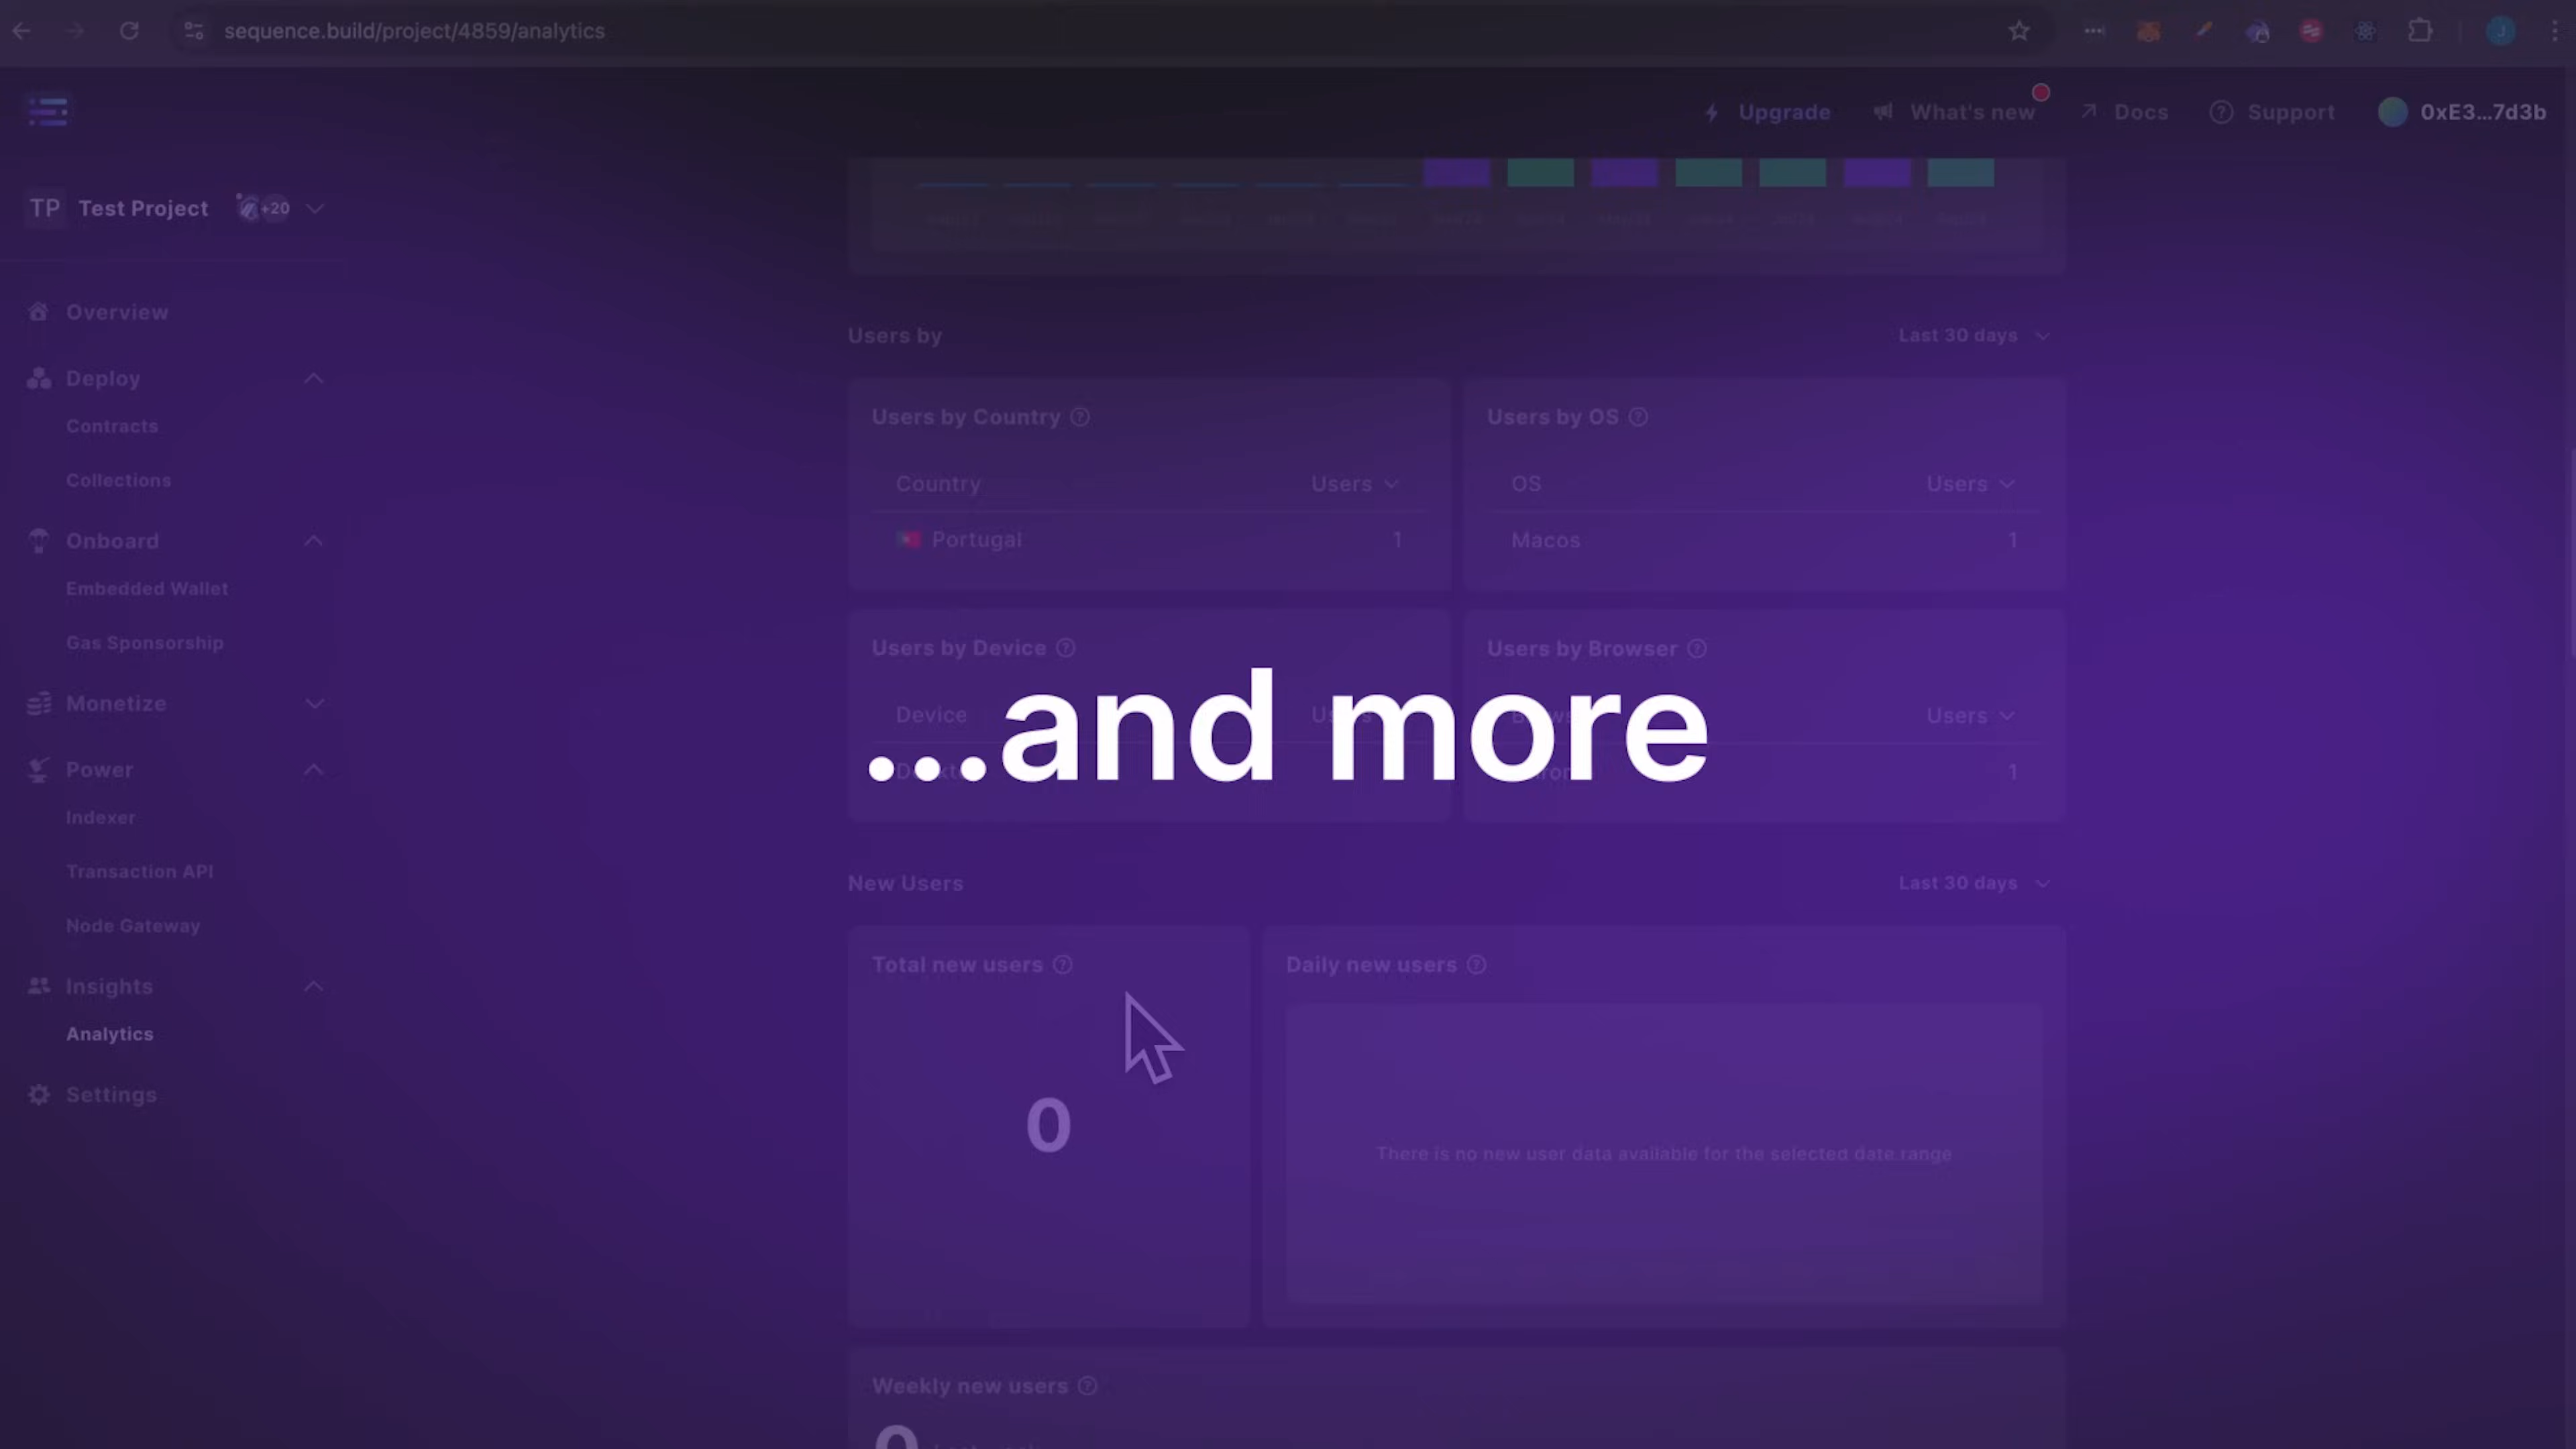 sequence.build/project/4859/analytics
J
Upgrade
What's new
Docs
Support
0xE3...7d3b
TP Test Project +20
Overview
Deploy
Contracts
Collections
Onboard
Embedded Wallet
Gas Sponsorship
Monetize
Power
Indexer
Transaction API
Node Gateway
Insights
Analytics
Settings
Users by
Last 30 days
Users by Country
Country Users
Portugal 1
Users by OS
OS Users
Macos 1
Users by Device
Device
Users by Browser
Users
1
...and more
New Users
Last 30 days
Total new users
0
Daily new users
There is no new user data available for the selected date range
Weekly new users
0